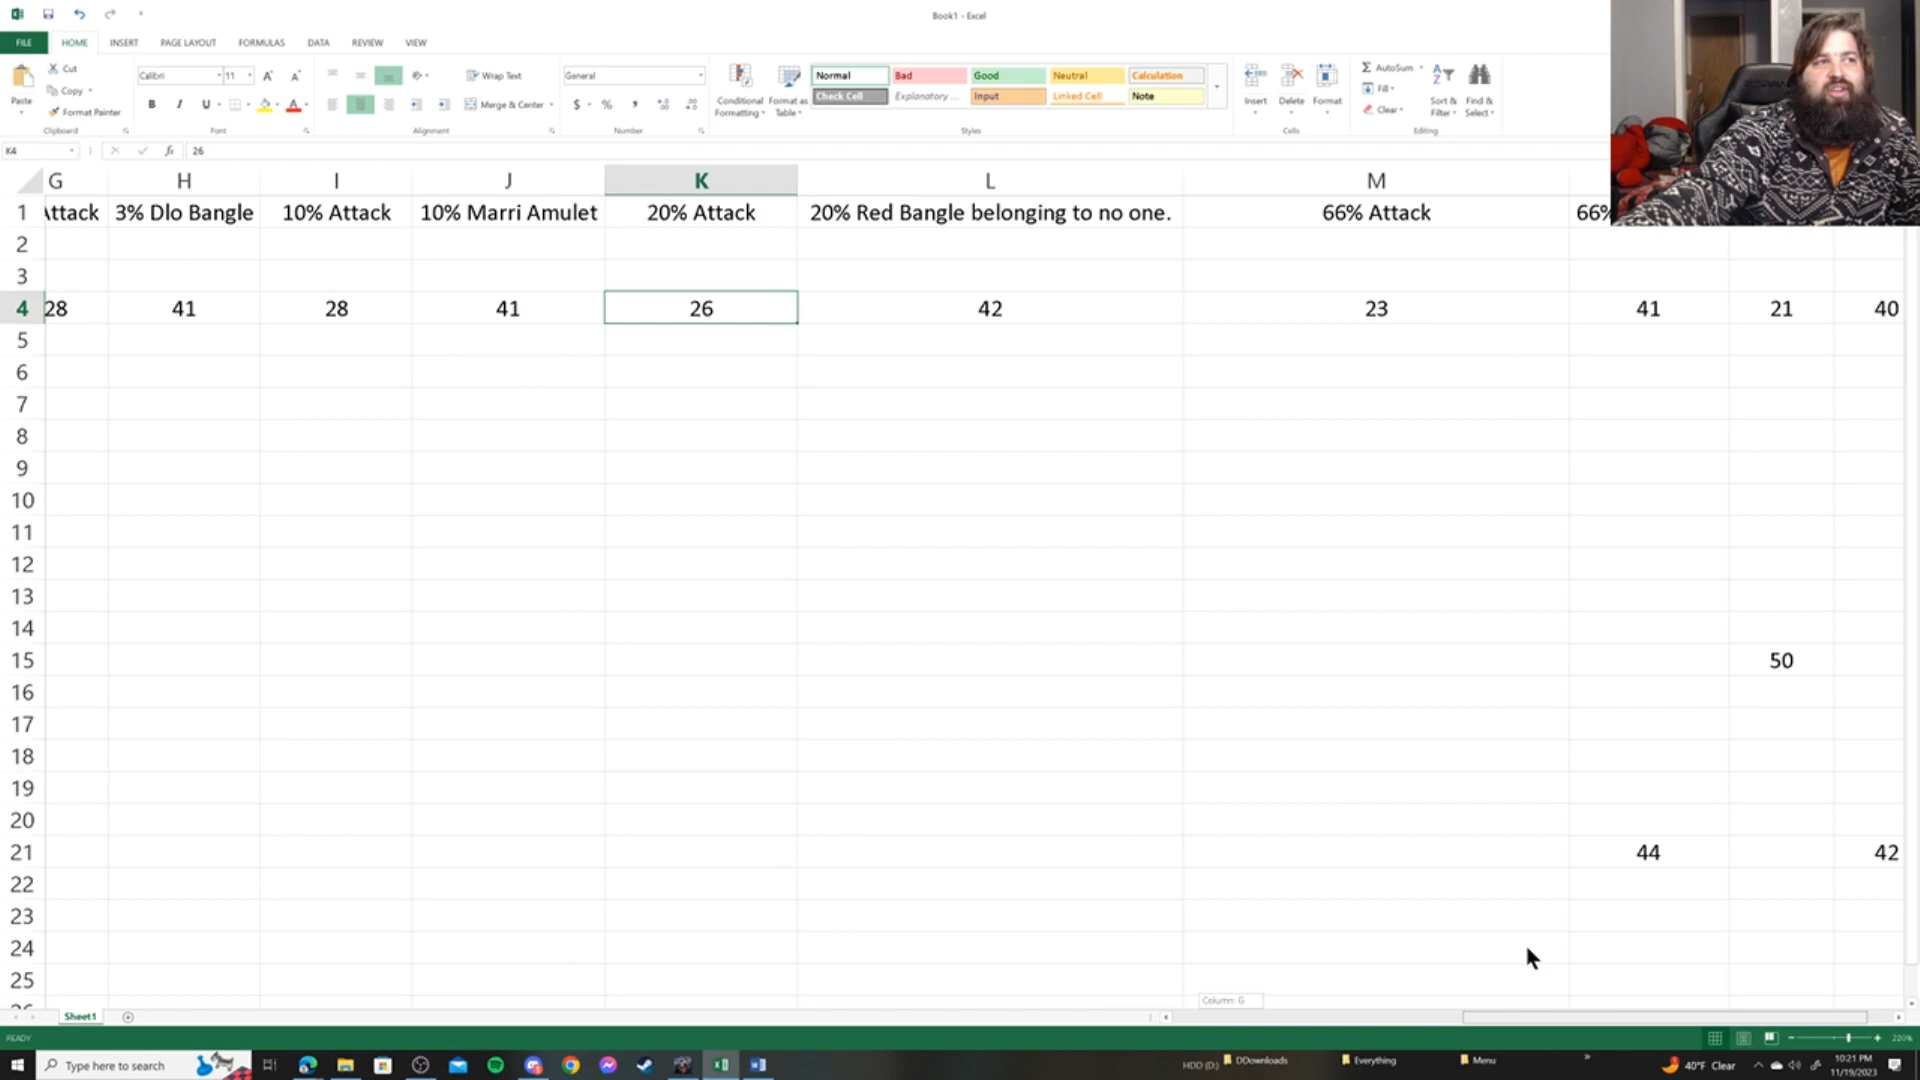 Book1 - Excel
FILE HOME INSERT PAGE LAYOUT FORMULAS DATA REVIEW VIEW
Paste
Cut
Copy
Format Painter
Clipboard
Calibri 11
B I U
Font
Wrap Text
Merge & Center
Alignment
General
$ % ,
Number
Conditional Formatting
Format as Table
Normal Bad Good Neutral Calculation
Check Cell Explanatory ... Input Linked Cell Note
Styles
Insert Delete Format
Cells
AutoSum
Fill
Clear
Sort & Filter
Find & Select
Editing
K4 fx 26
G H I J K L M
1 Attack 3% Dlo Bangle 10% Attack 10% Marri Amulet 20% Attack 20% Red Bangle belonging to no one. 66% Attack 66%
2
3
4 28 41 28 41 26 42 23 41 21 40
5
6
7
8
9
10
11
12
13
14
15 50
16
17
18
19
20
21 44 42
22
23
24
25
Column: G
Sheet1
READY 220%
Type here to search
HDD (D:) DDownloads Everything Menu » 40°F Clear
10:21 PM
11/19/2023